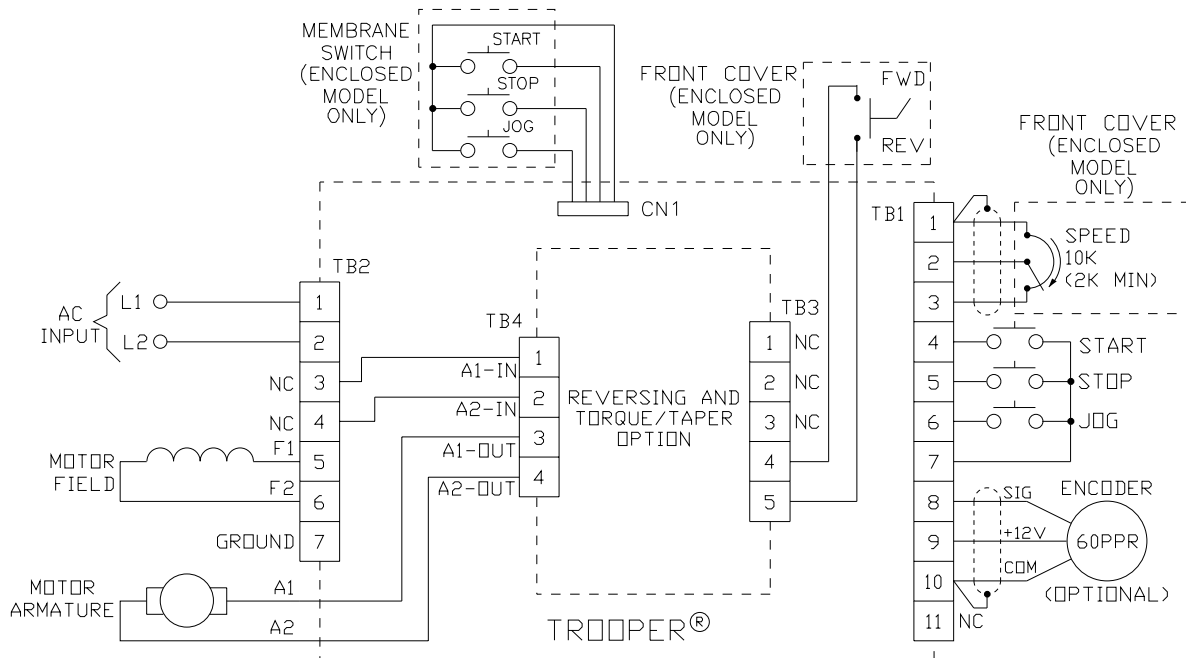 MEMBRANE
SWITCH
(ENCLOSED
MODEL
ONLY)
START
STOP
JOG
CN1
FRONT COVER
(ENCLOSED
MODEL
ONLY)
FWD
REV
FRONT COVER
(ENCLOSED
MODEL
ONLY)
TB1
1
2
3
4
5
6
7
8
9
10
11
NC
SPEED
10K
(2K MIN)
START
STOP
JOG
SIG
+12V
COM
ENCODER
60PPR
(OPTIONAL)
TB2
1
2
3
4
5
6
7
AC
INPUT
L1
L2
NC
NC
F1
F2
GROUND
MOTOR
FIELD
MOTOR
ARMATURE
A1
A2
TB4
1
2
3
4
A1-IN
A2-IN
A1-OUT
A2-OUT
REVERSING AND
TORQUE/TAPER
OPTION
TB3
1 NC
2 NC
3 NC
4
5
TROOPER®